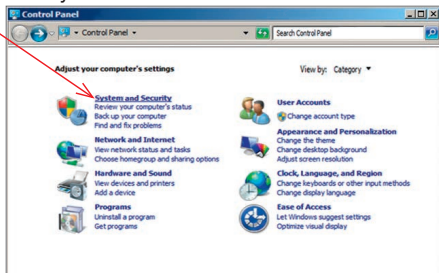 Control Panel
Control Panel
Search Control Panel
Adjust your computer's settings
View by: Category
System and Security
Review your computer's status
Back up your computer
Find and fix problems
Network and Internet
View network status and tasks
Choose homegroup and sharing options
Hardware and Sound
View devices and printers
Add a device
Programs
Uninstall a program
Get programs
User Accounts
Change account type
Appearance and Personalization
Change the theme
Change desktop background
Adjust screen resolution
Clock, Language, and Region
Change keyboards or other input methods
Change display language
Ease of Access
Let Windows suggest settings
Optimize visual display